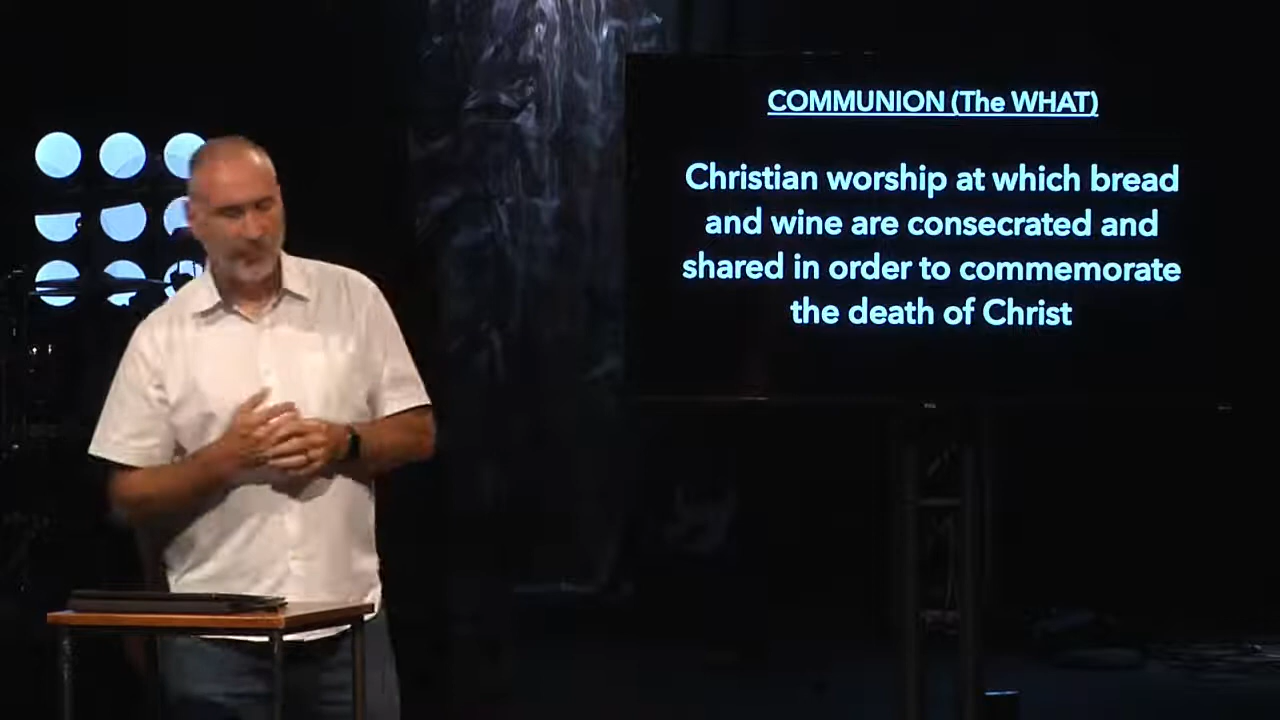 COMMUNION (The WHAT)
Christian worship at which bread
and wine are consecrated and
shared in order to commemorate
the death of Christ